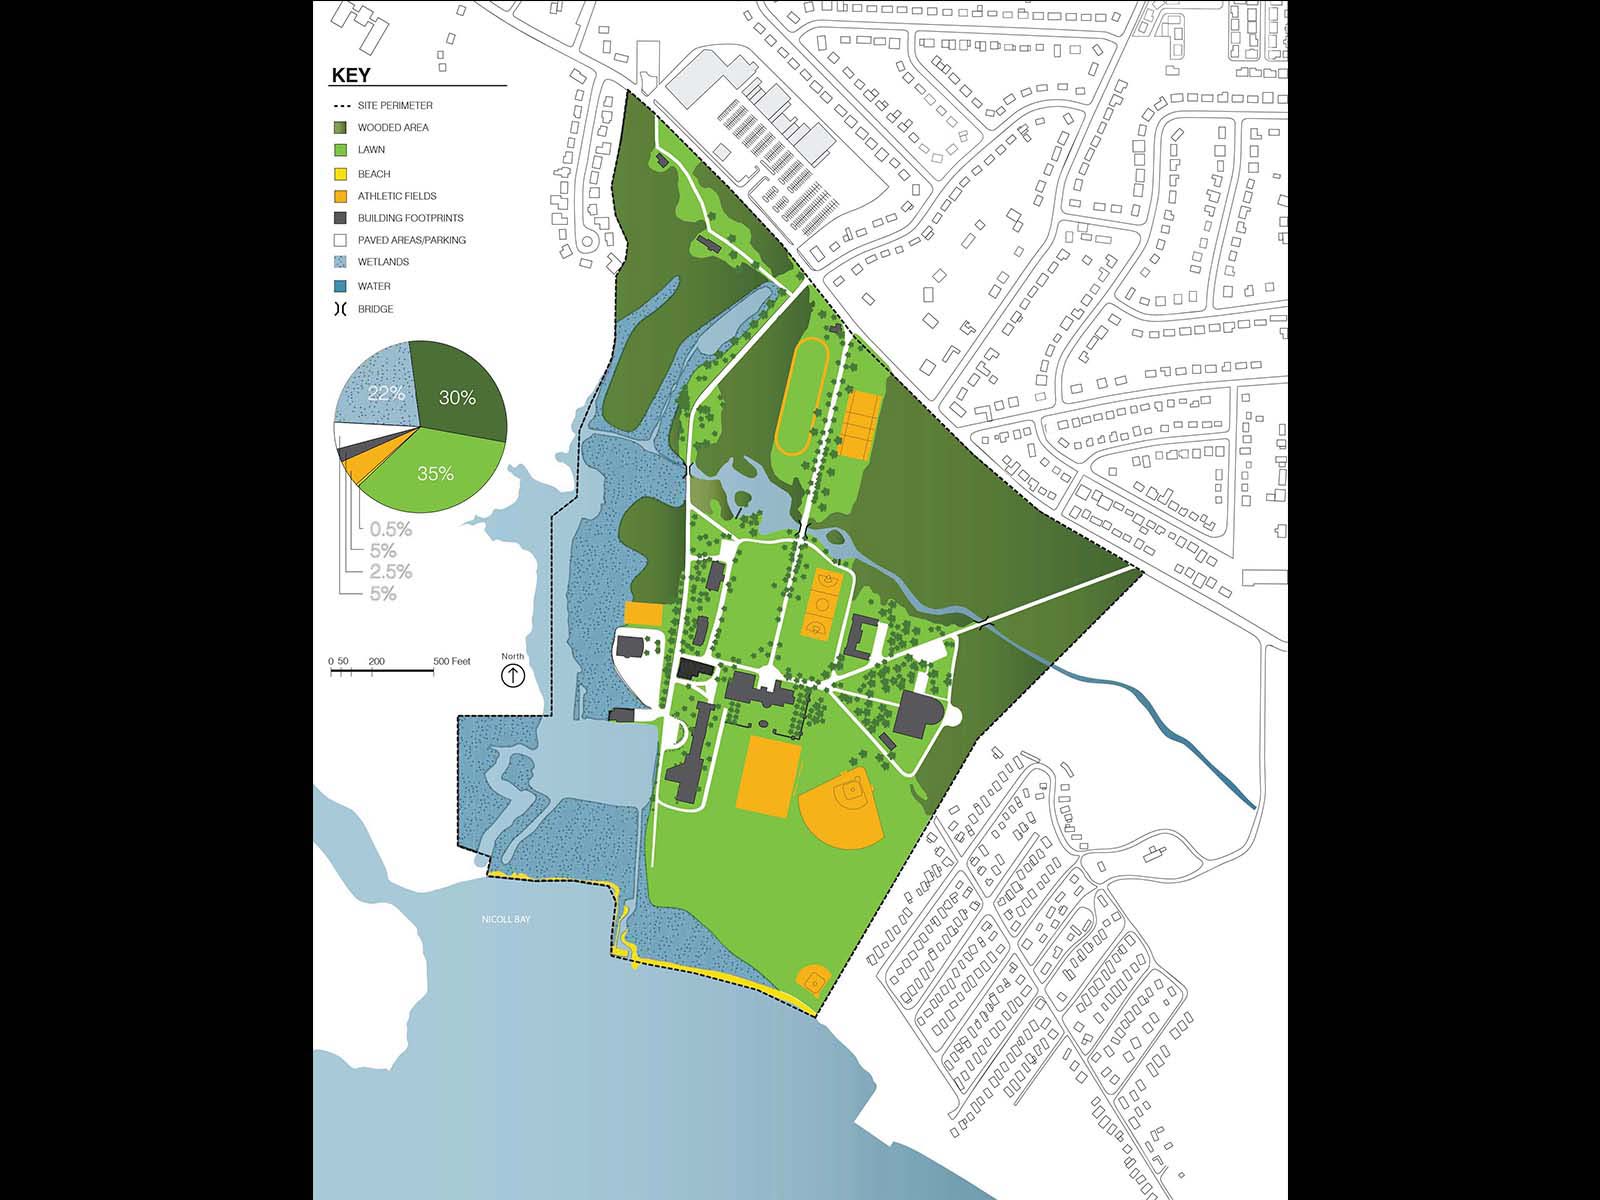 KEY
SITE PERIMETER
WOODED AREA
LAWN
BEACH
ATHLETIC FIELDS
BUILDING FOOTPRINTS
PAVED AREAS/PARKING
WETLANDS
WATER
BRIDGE
22%
30%
35%
0.5%
5%
2.5%
5%
0 50 200 500 Feet
North
NICOLL BAY